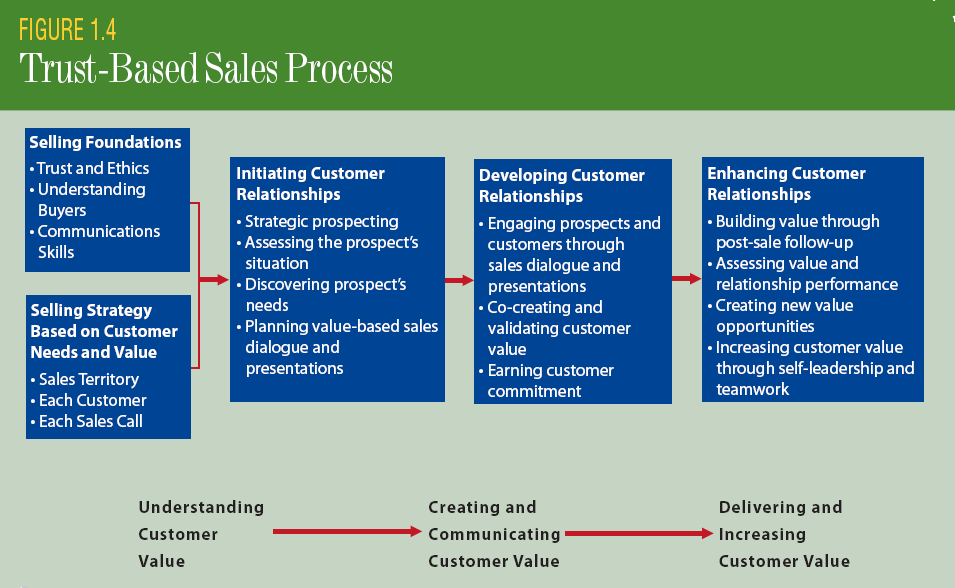 FIGURE 1.4
Trust-Based Sales Process
Selling Foundations
• Trust and Ethics
• Understanding
Buyers
• Communications
Skills
Selling Strategy
Based on Customer
Needs and Value
• Sales Territory
• Each Customer
• Each Sales Call
Initiating Customer
Relationships
• Strategic prospecting
• Assessing the prospect's
situation
• Discovering prospect's
needs
• Planning value-based sales
dialogue and
presentations
Developing Customer
Relationships
• Engaging prospects and
customers through
sales dialogue and
presentations
• Co-creating and
validating customer
value
• Earning customer
commitment
Enhancing Customer
Relationships
• Building value through
post-sale follow-up
• Assessing value and
relationship performance
• Creating new value
opportunities
• Increasing customer value
through self-leadership and
teamwork
Understanding
Customer
Value
Creating and
Communicating
Customer Value
Delivering and
Increasing
Customer Value